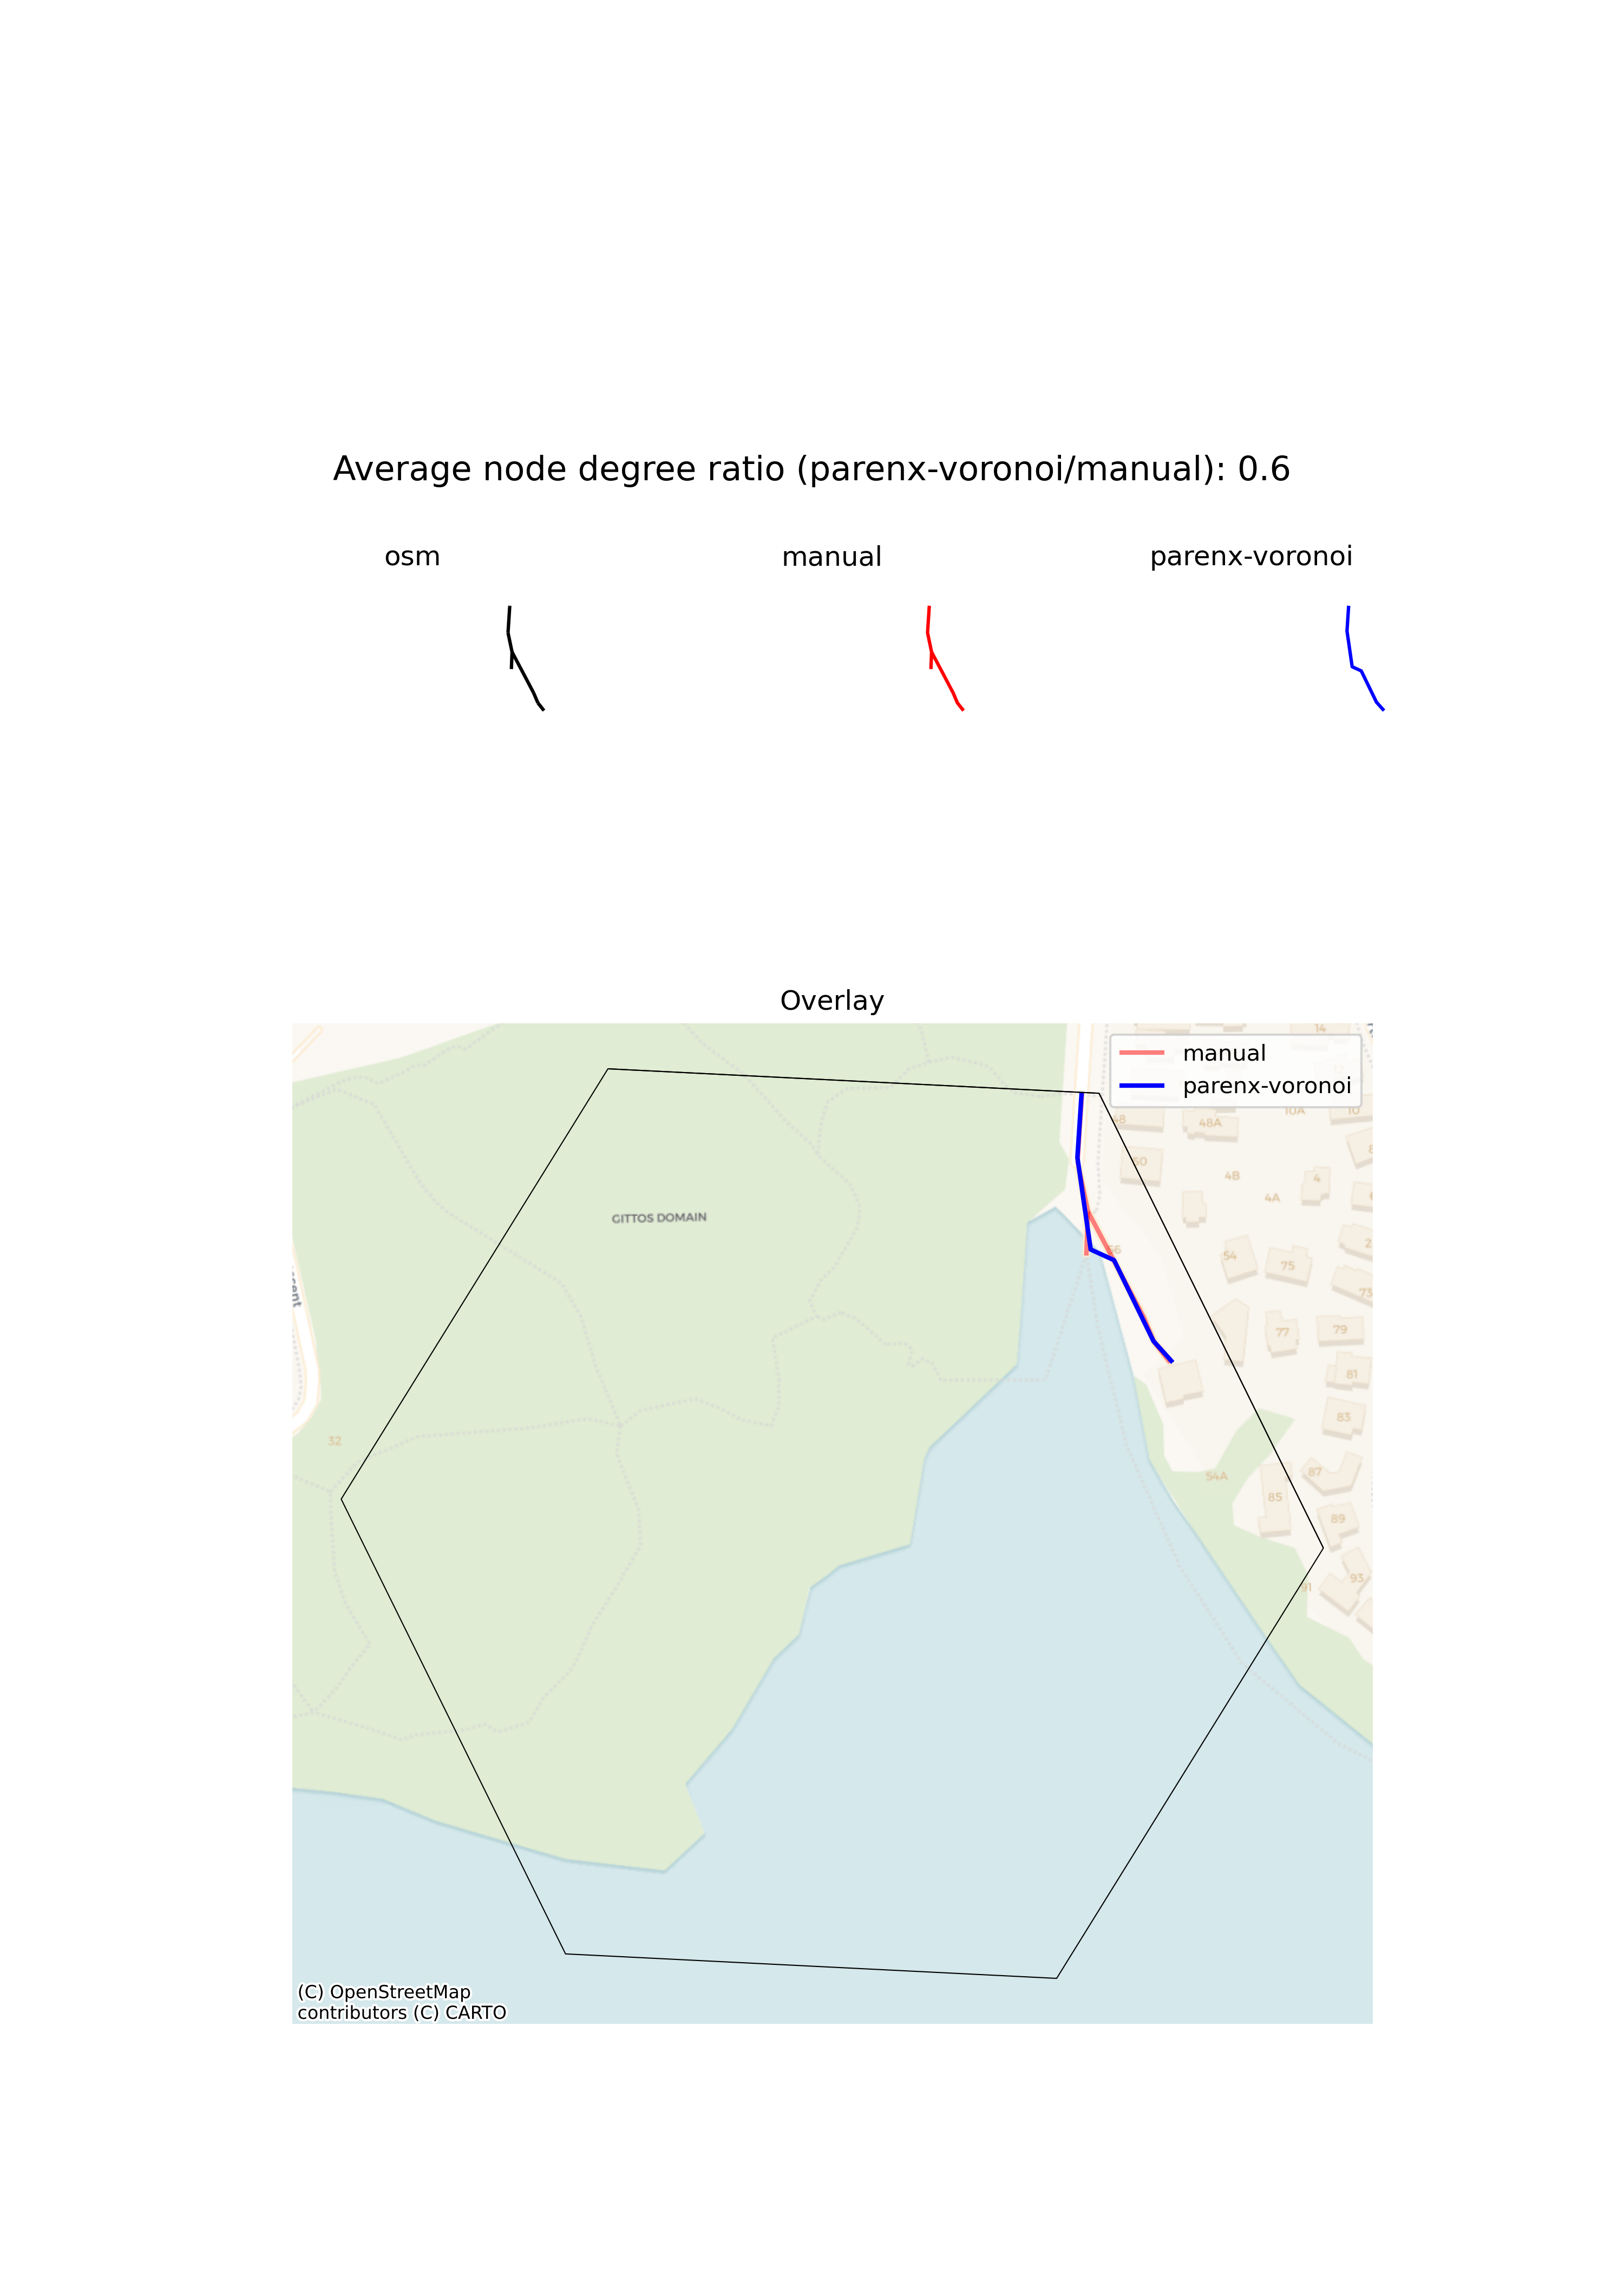 Average node degree ratio (parenx-voronoi/manual): 0.6
osm
manual
parenx-voronoi
Overlay
manual
parenx-voronoi
14
10A
10
48A
50
4B
4
4A
GITTOS DOMAIN
54
75
77
79
81
83
32
54A
87
85
89
93
91
(C) OpenStreetMap
contributors (C) CARTO